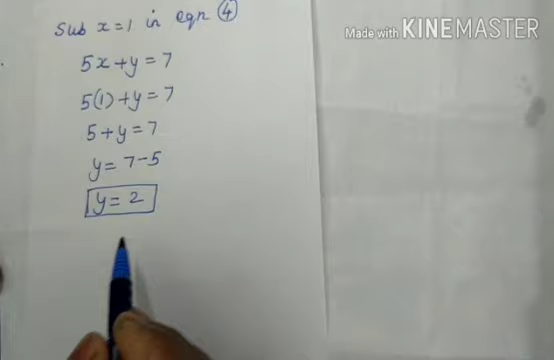 Made with KINEMASTER
Sub x=1 in eqn ④
5x+y=7
5(1)+y=7
5+y=7
y=7-5
y=2